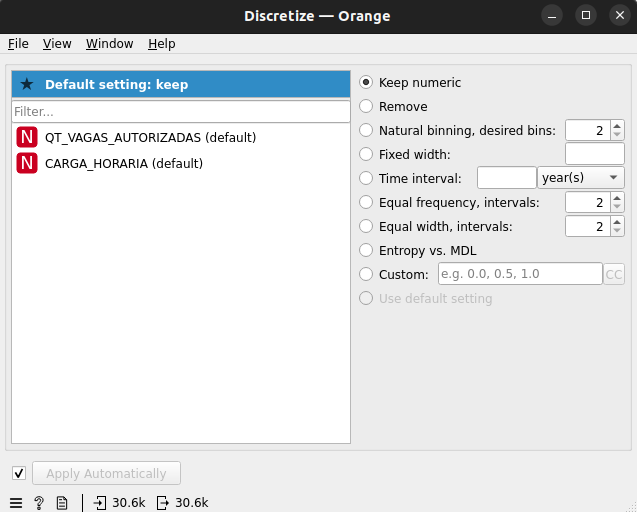 Discretize — Orange
File View Window Help
★ Default setting: keep
Filter...
N QT_VAGAS_AUTORIZADAS (default)
N CARGA_HORARIA (default)
Keep numeric
Remove
Natural binning, desired bins: 2
Fixed width:
Time interval: year(s)
Equal frequency, intervals: 2
Equal width, intervals: 2
Entropy vs. MDL
Custom: e.g. 0.0, 0.5, 1.0 CC
Use default setting
Apply Automatically
30.6k 30.6k